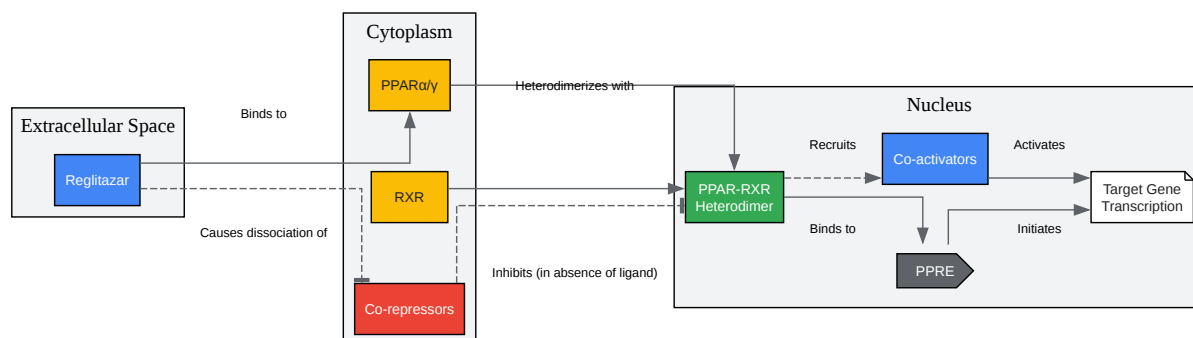 Cytoplasm
PPARα/γ
Heterodimerizes with
Extracellular Space
Binds to
Reglitazar
Nucleus
Recruits
Co-activators
Activates
RXR
PPAR-RXR
Heterodimer
Target Gene
Transcription
Causes dissociation of
Binds to
Initiates
Inhibits (in absence of ligand)
PPRE
Co-repressors